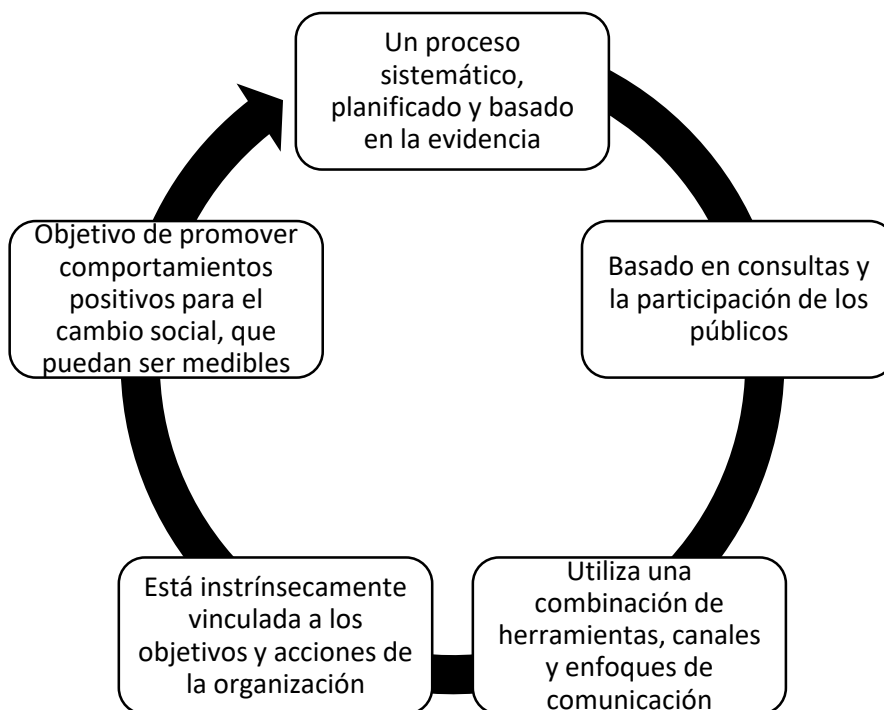 Un proceso
sistemático,
planificado y basado
en la evidencia
Basado en consultas y
la participación de los
públicos
Utiliza una
combinación de
herramientas, canales
y enfoques de
comunicación
Está instrínsecamente
vinculada a los
objetivos y acciones de
la organización
Objetivo de promover
comportamientos
positivos para el
cambio social, que
puedan ser medibles